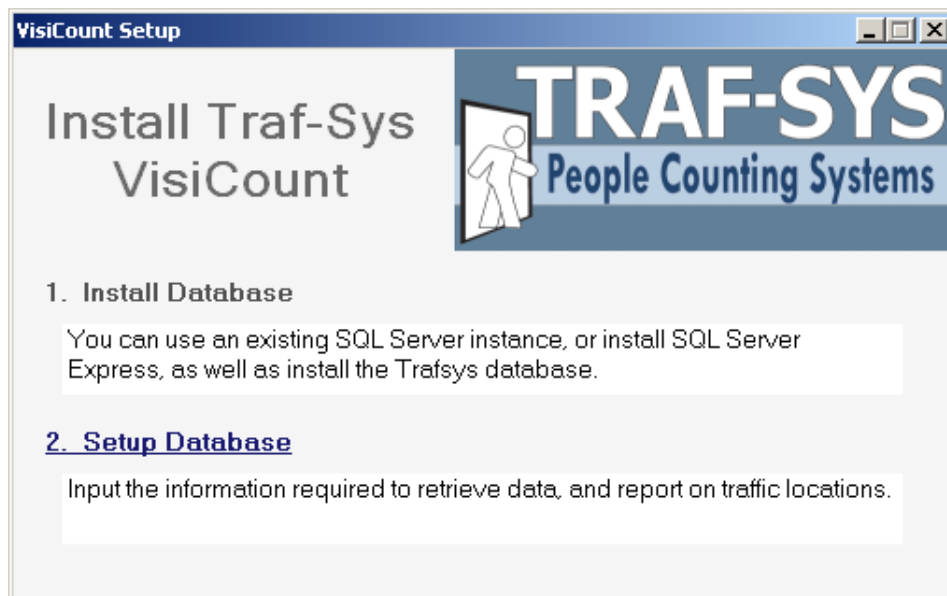 VisiCount Setup
Install Traf-Sys
VisiCount
TRAF-SYS
People Counting Systems
1. Install Database
You can use an existing SQL Server instance, or install SQL Server
Express, as well as install the Trafsys database.
2. Setup Database
Input the information required to retrieve data, and report on traffic locations.